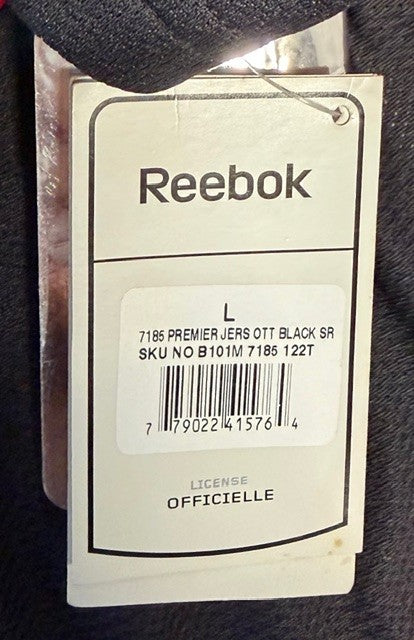 Reebok
L
7185 PREMIER JERS OTT BLACK SR
SKU NO B101M 7185 122T
7 79022 41576 4
LICENSE
OFFICIELLE